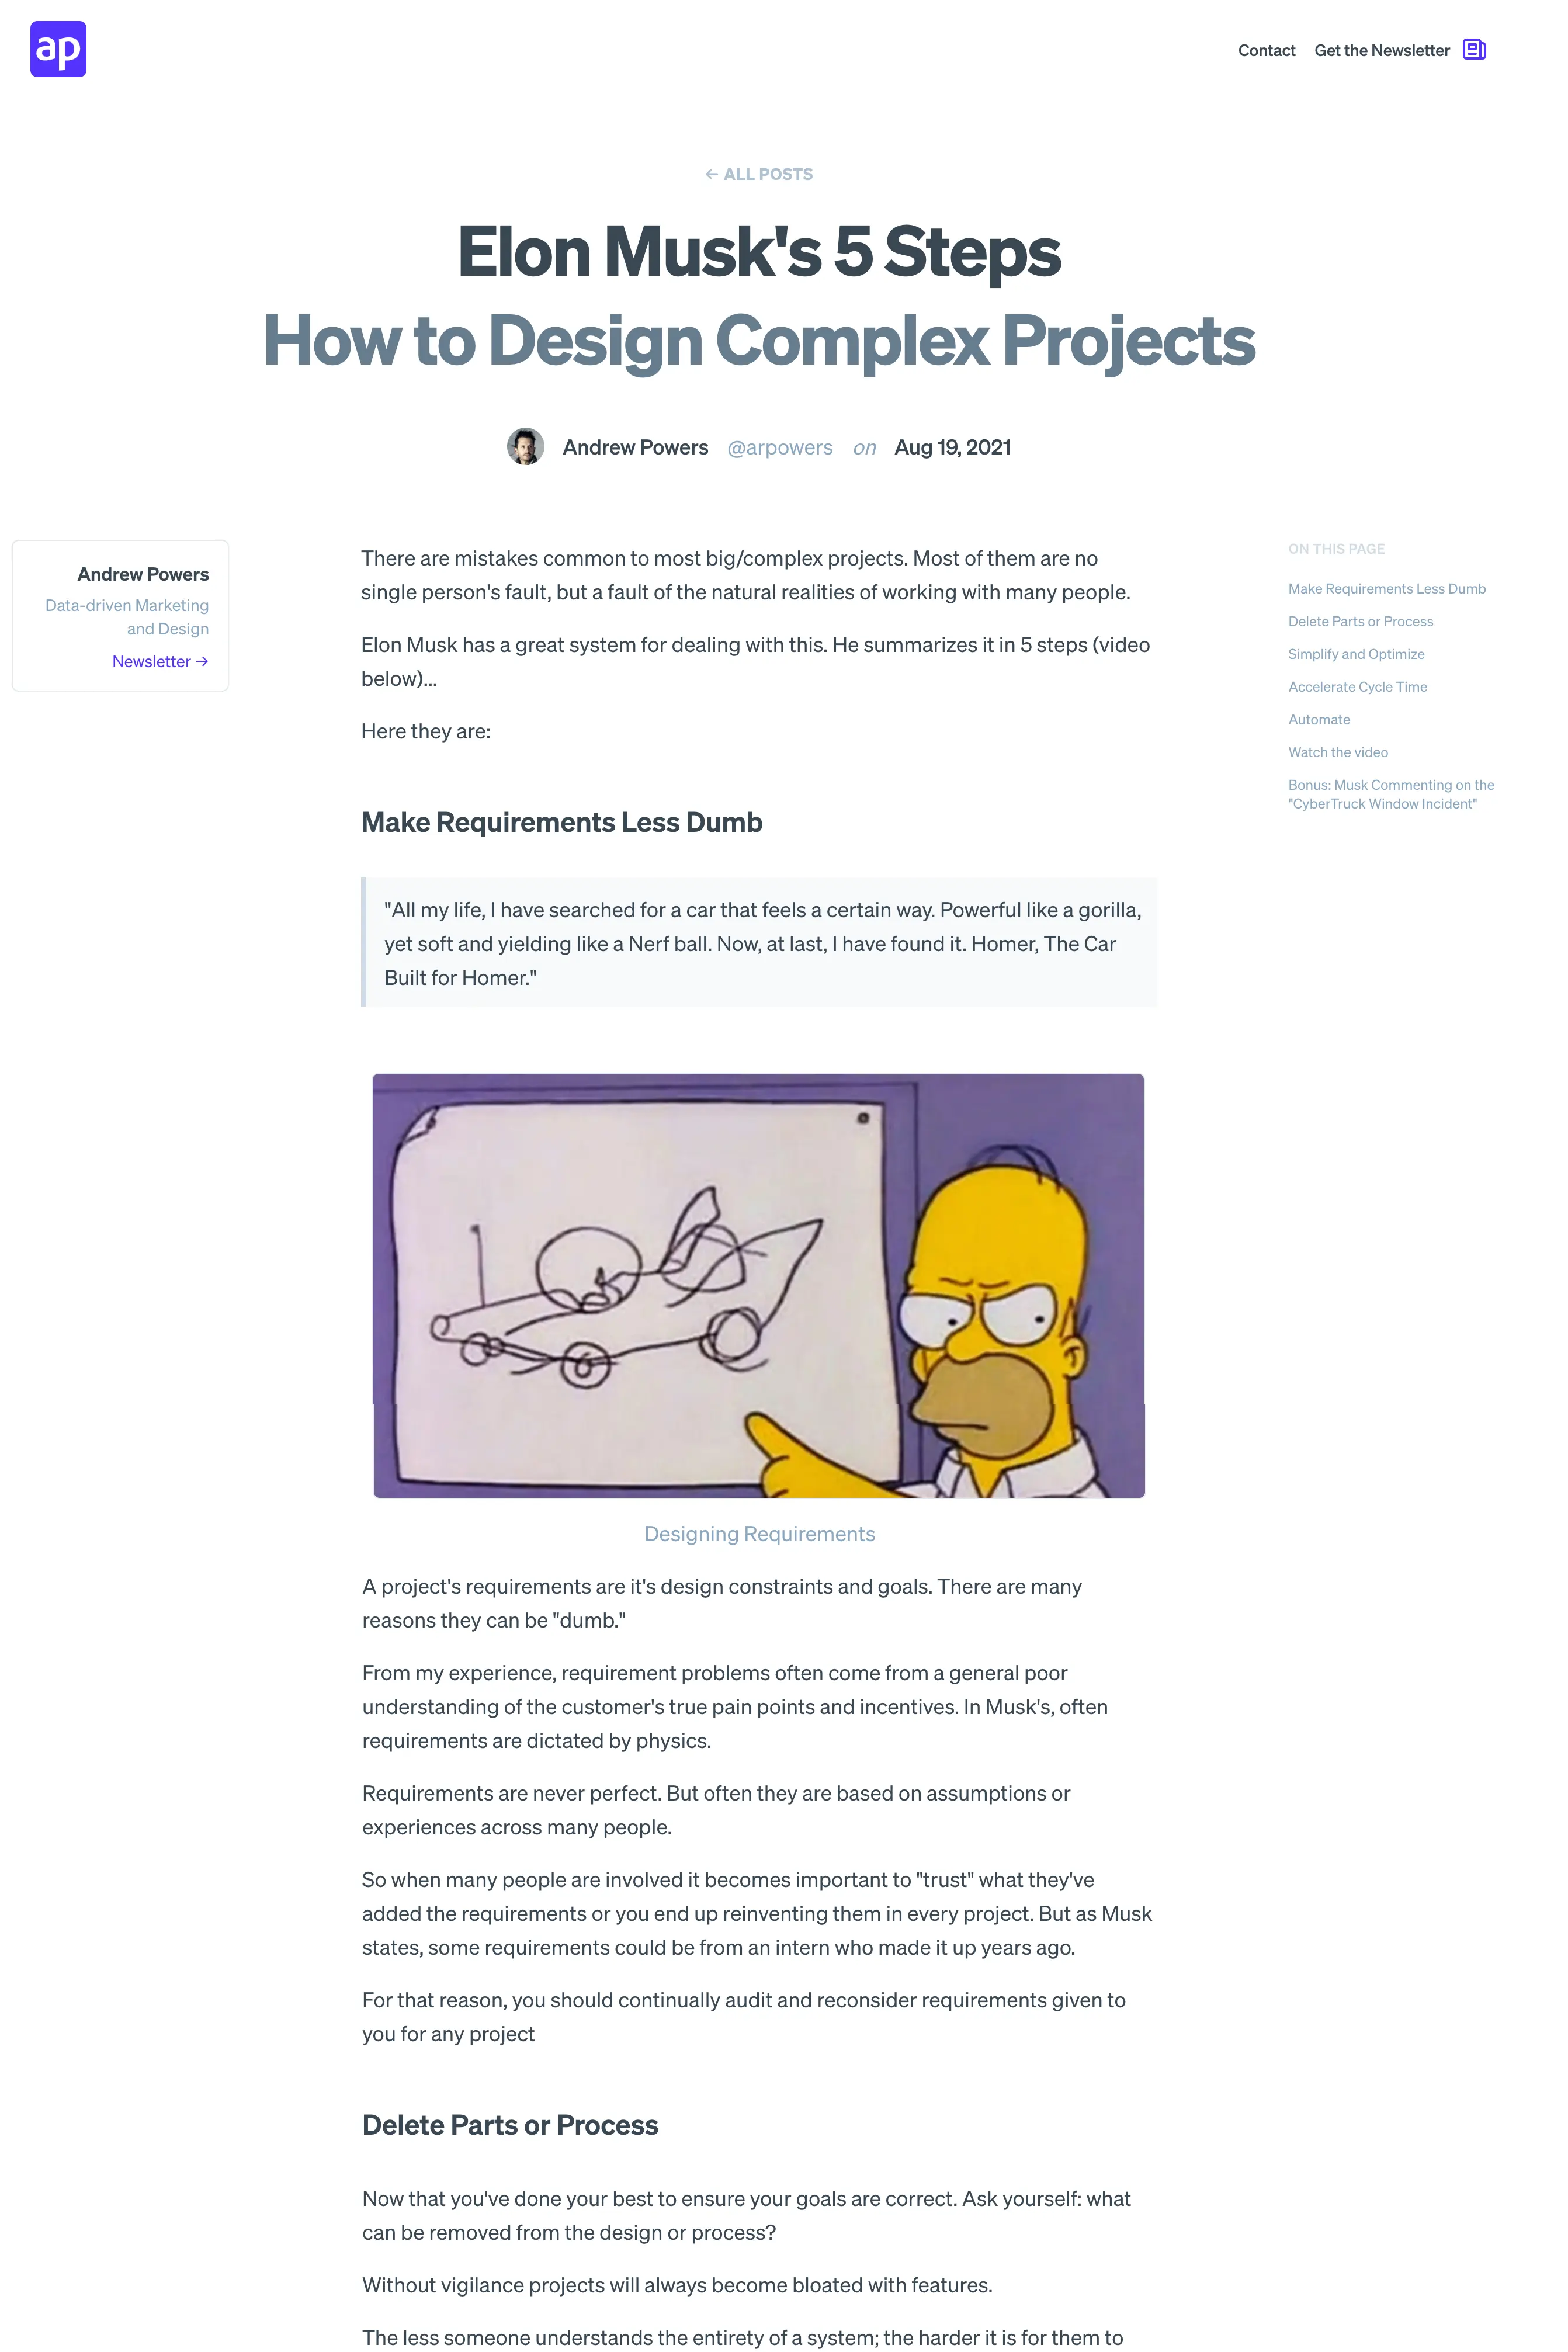 ap
Contact
Get the Newsletter
← ALL POSTS
Elon Musk's 5 Steps
How to Design Complex Projects
Andrew Powers @arpowers on Aug 19, 2021
Andrew Powers
Data-driven Marketing
and Design
Newsletter →
There are mistakes common to most big/complex projects. Most of them are no
single person's fault, but a fault of the natural realities of working with many people.
Elon Musk has a great system for dealing with this. He summarizes it in 5 steps (video
below)...
Here they are:
Make Requirements Less Dumb
"All my life, I have searched for a car that feels a certain way. Powerful like a gorilla,
yet soft and yielding like a Nerf ball. Now, at last, I have found it. Homer, The Car
Built for Homer."
Designing Requirements
A project's requirements are it's design constraints and goals. There are many
reasons they can be "dumb."
From my experience, requirement problems often come from a general poor
understanding of the customer's true pain points and incentives. In Musk's, often
requirements are dictated by physics.
Requirements are never perfect. But often they are based on assumptions or
experiences across many people.
So when many people are involved it becomes important to "trust" what they've
added the requirements or you end up reinventing them in every project. But as Musk
states, some requirements could be from an intern who made it up years ago.
For that reason, you should continually audit and reconsider requirements given to
you for any project
Delete Parts or Process
Now that you've done your best to ensure your goals are correct. Ask yourself: what
can be removed from the design or process?
Without vigilance projects will always become bloated with features.
The less someone understands the entirety of a system; the harder it is for them to
ON THIS PAGE
Make Requirements Less Dumb
Delete Parts or Process
Simplify and Optimize
Accelerate Cycle Time
Automate
Watch the video
Bonus: Musk Commenting on the
"CyberTruck Window Incident"